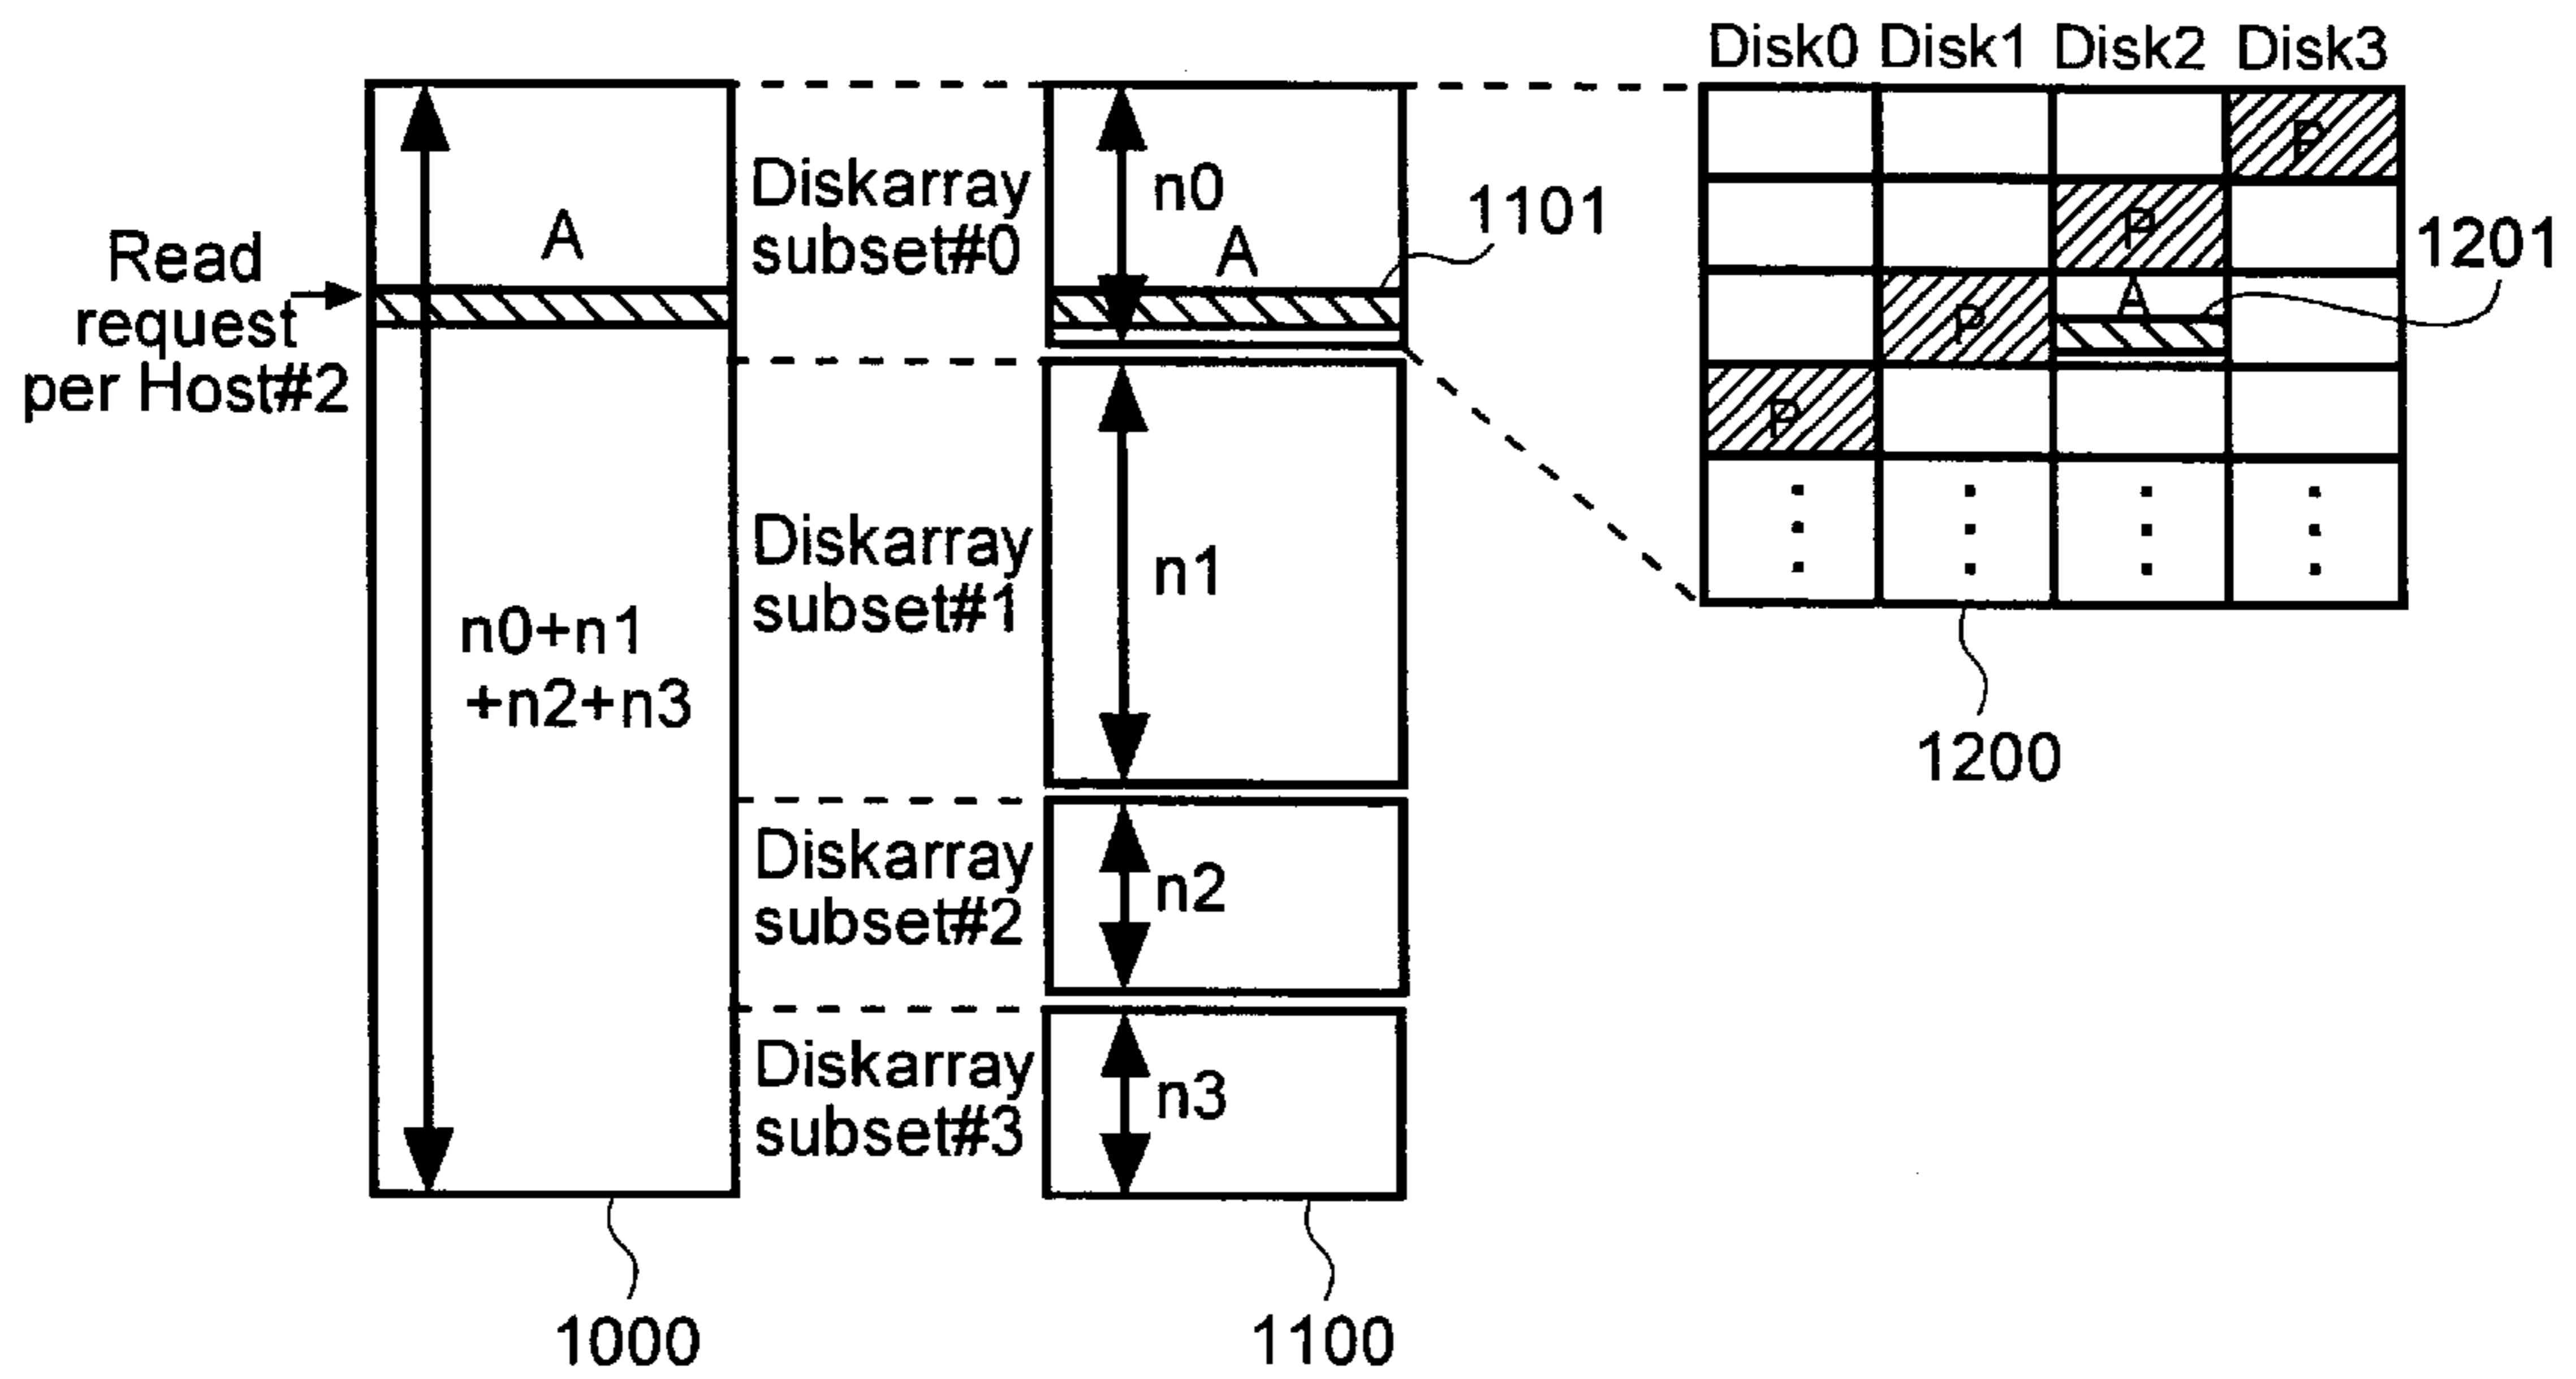 Disk0 Disk1 Disk2 Disk3
P
Diskarray
subset#0
n0
1101
P
1201
A
A
A
Read
request
per Host#2
P
P
Diskarray
subset#1
n1
n0+n1
+n2+n3
1200
Diskarray
subset#2
n2
Diskarray
subset#3
n3
1000
1100